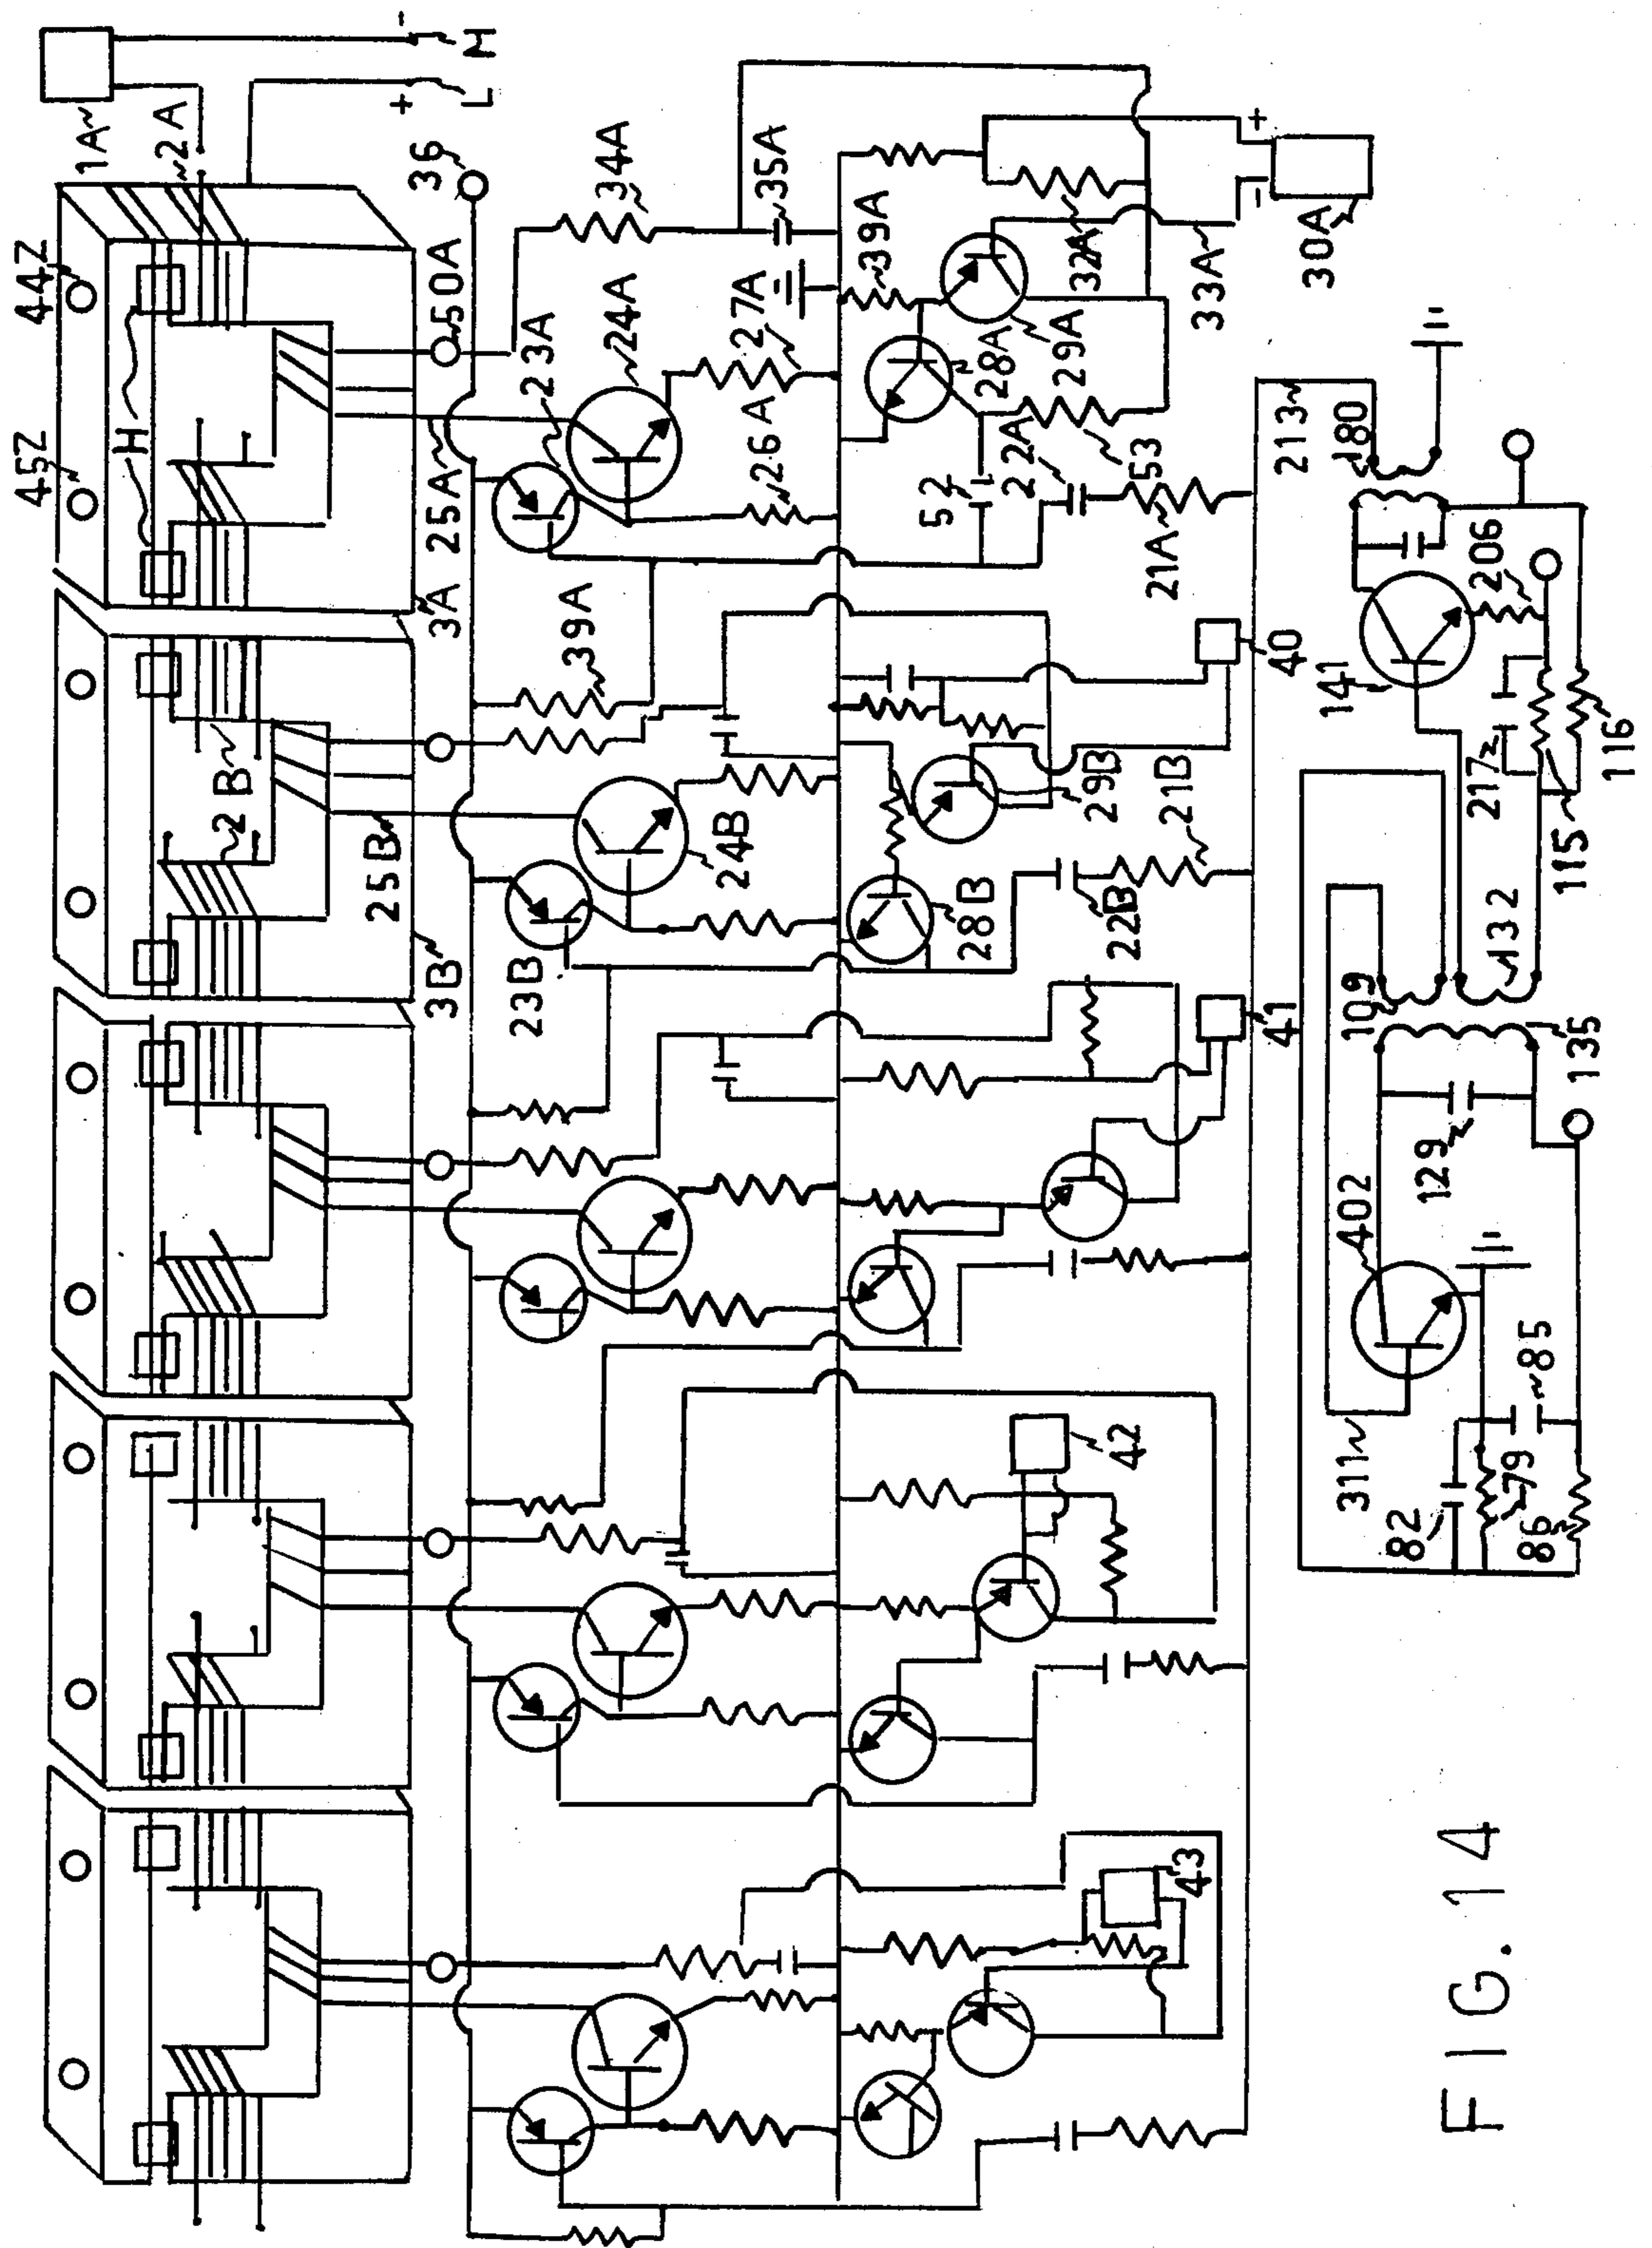 44Z
45Z
H
1A
2A
-
M
+
L
36
50A
34A
35A
25A
23A
24A
27A
26A
3A
39A
39A
28A
29A
32A
33A
+
-
30A
52
22A
53
21A
213
180
2B
25B
3B
23B
24B
28B
29B
22B
21B
40
41
42
43
141
206
217
115
116
109
132
135
129
402
311
82
79
85
86
FIG. 14